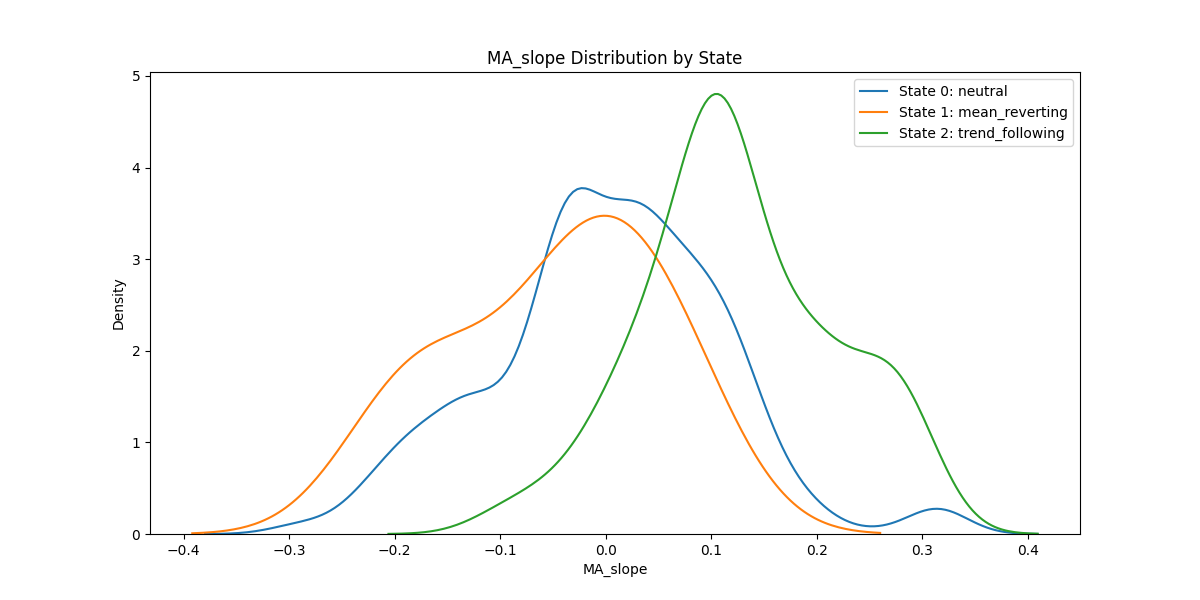 MA_slope Distribution by State
State 0: neutral
State 1: mean_reverting
State 2: trend_following
Density
5
4
3
2
1
0
−0.4 −0.3 −0.2 −0.1 0.0 0.1 0.2 0.3 0.4
MA_slope